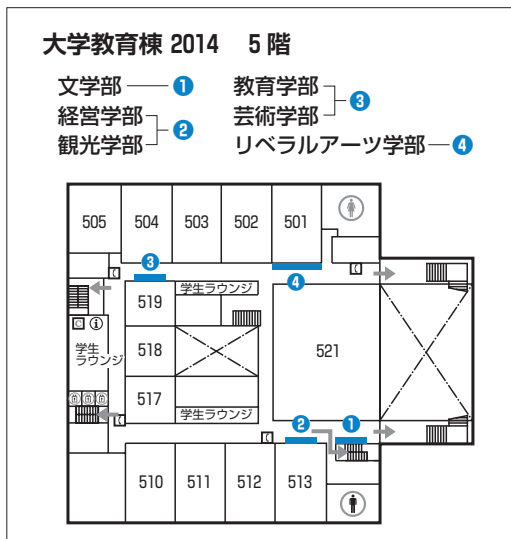 大学教育棟 2014 5階
文学部 ❶
経営学部
観光学部 ❷
教育学部
芸術学部 ❸
リベラルアーツ学部 ❹
505 504 503 502 501
❸
❹
519 学生ラウンジ
518
521
C i
学生
ラウンジ
517
学生ラウンジ
❷ ❶
510 511 512 513